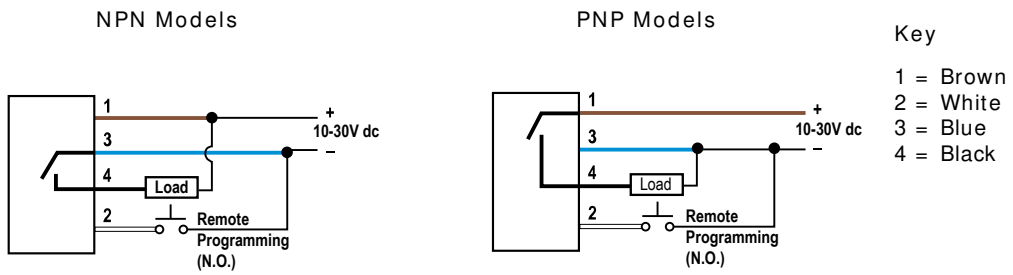 NPN Models
1
3
4
2
Load
+
10-30V dc
–
Remote
Programming
(N.O.)
PNP Models
1
3
4
2
Load
+
10-30V dc
–
Remote
Programming
(N.O.)
Key
1 = Brown
2 = White
3 = Blue
4 = Black